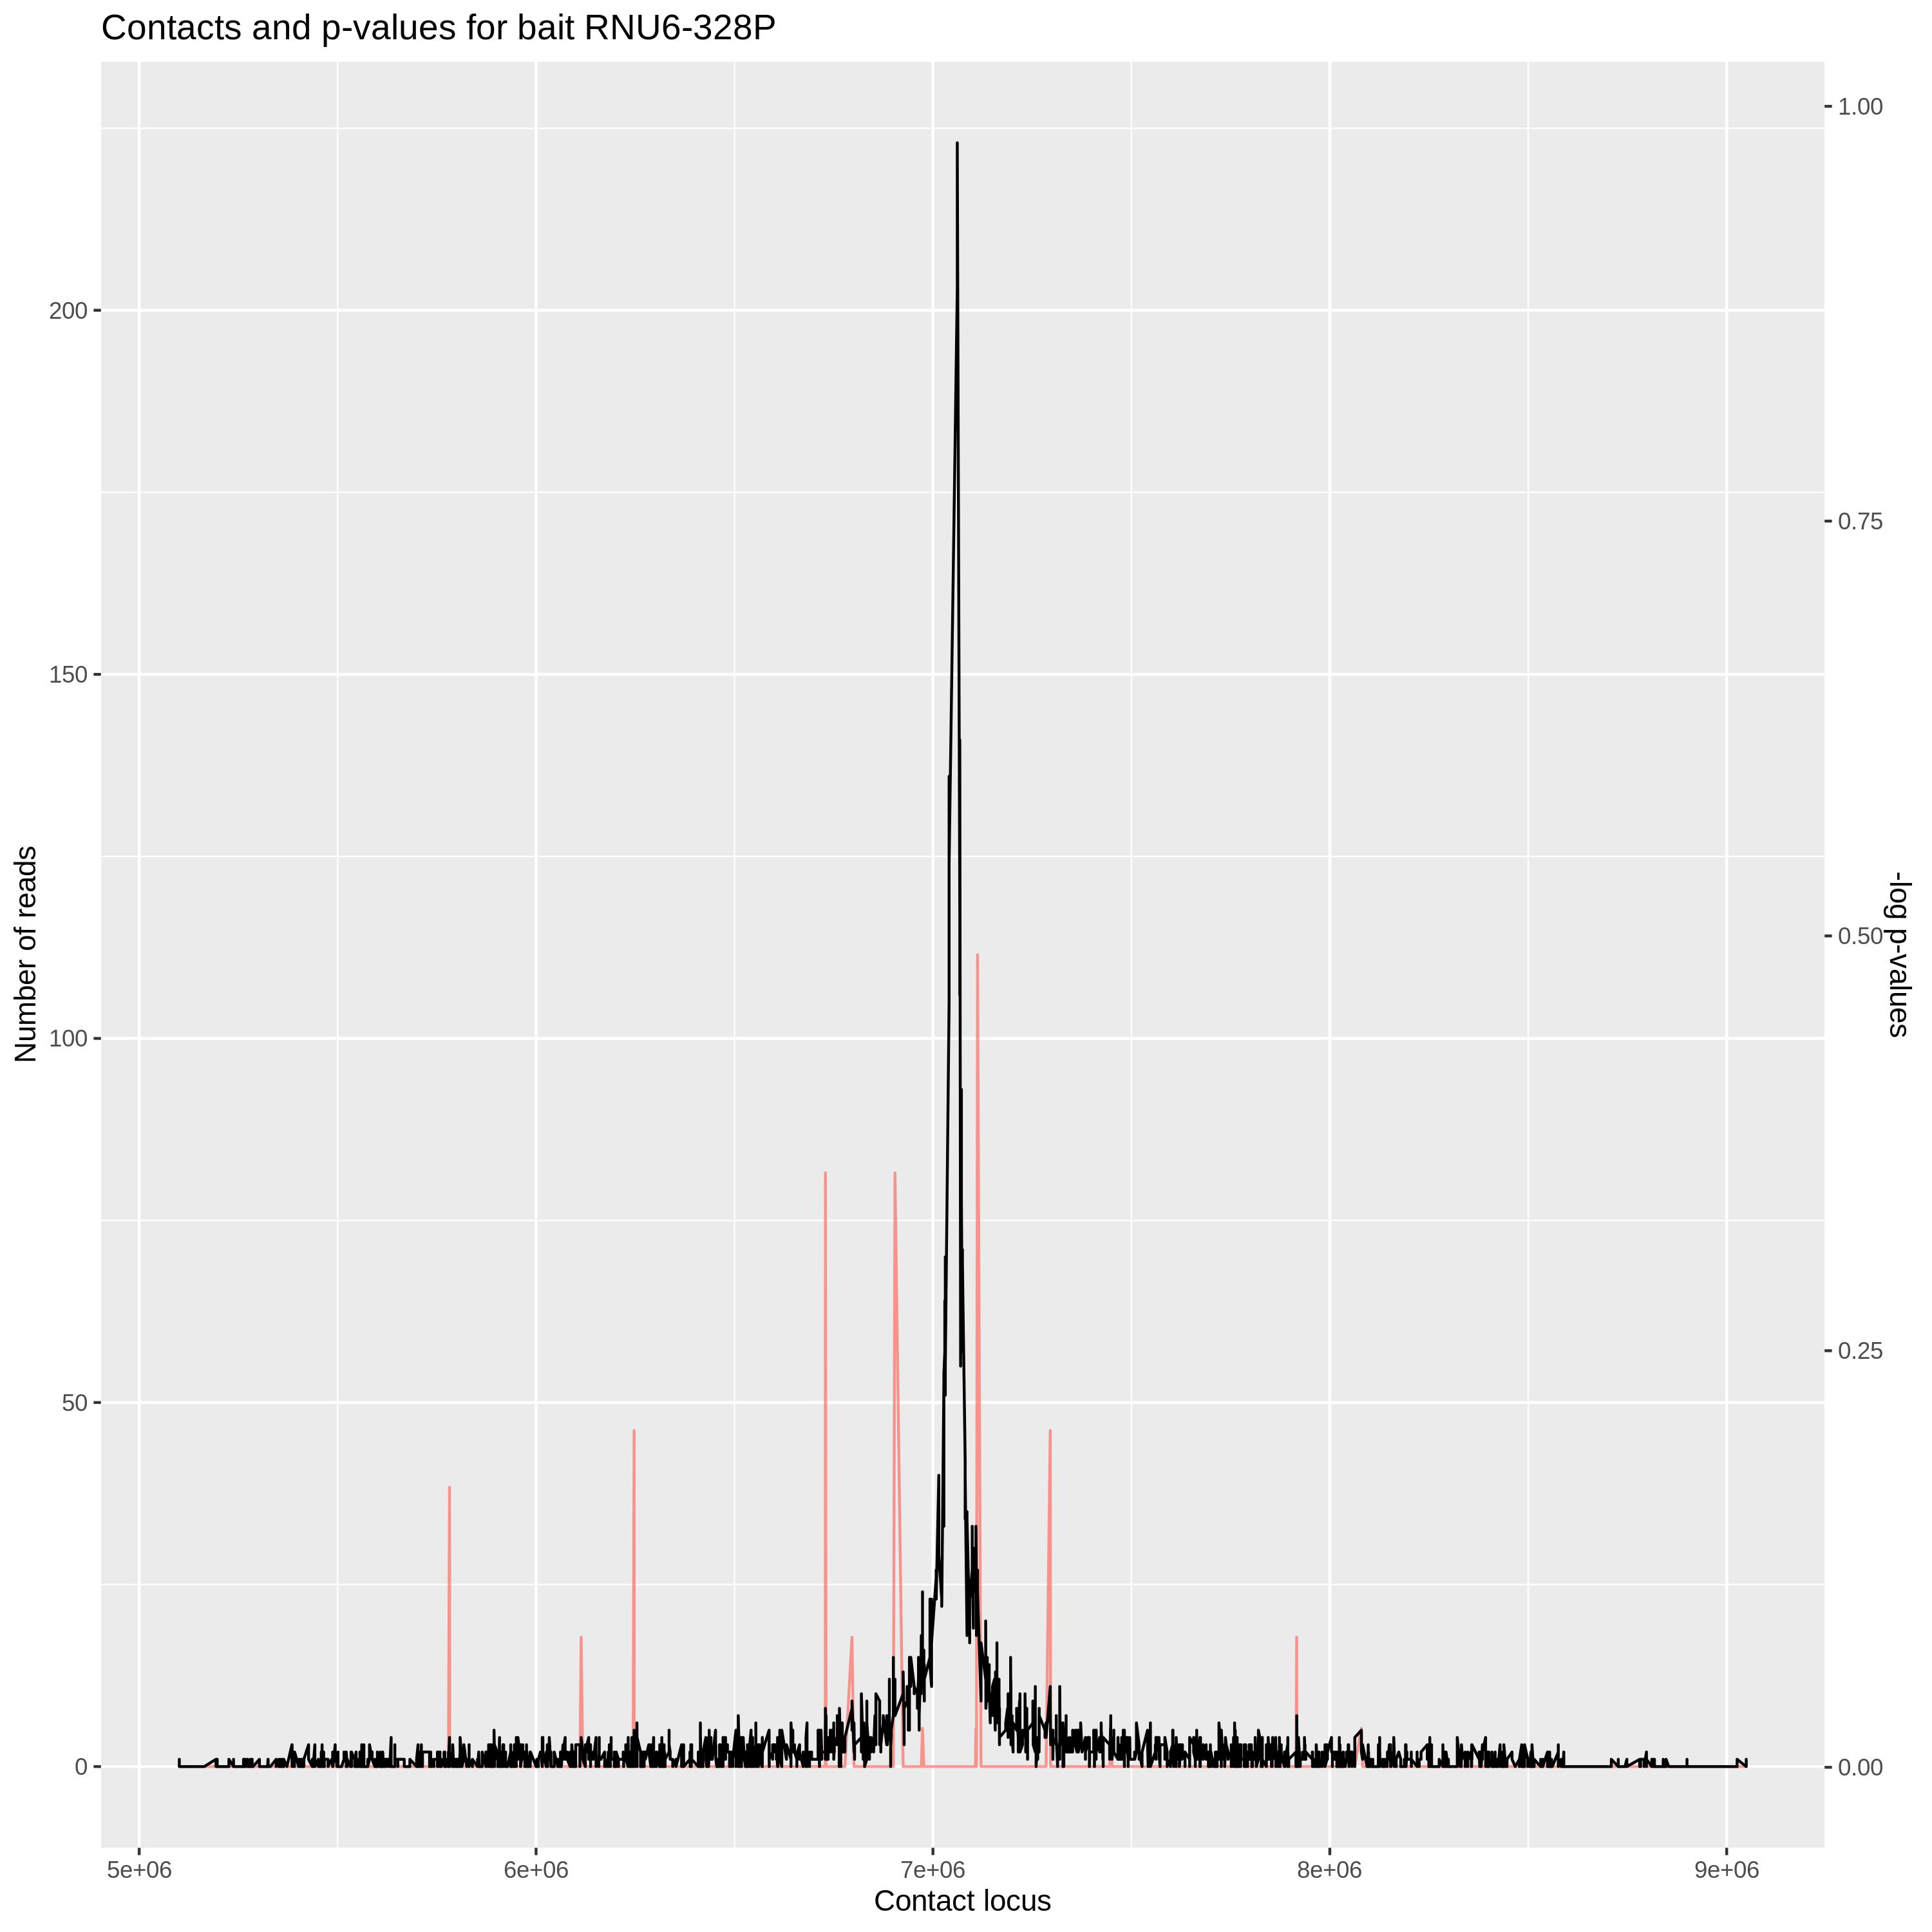 Contacts and p-values for bait RNU6-328P
Number of reads
200
150
100
50
0
1.00
0.75
0.50
0.25
0.00
-log p-values
5e+06 6e+06 7e+06 8e+06 9e+06
Contact locus